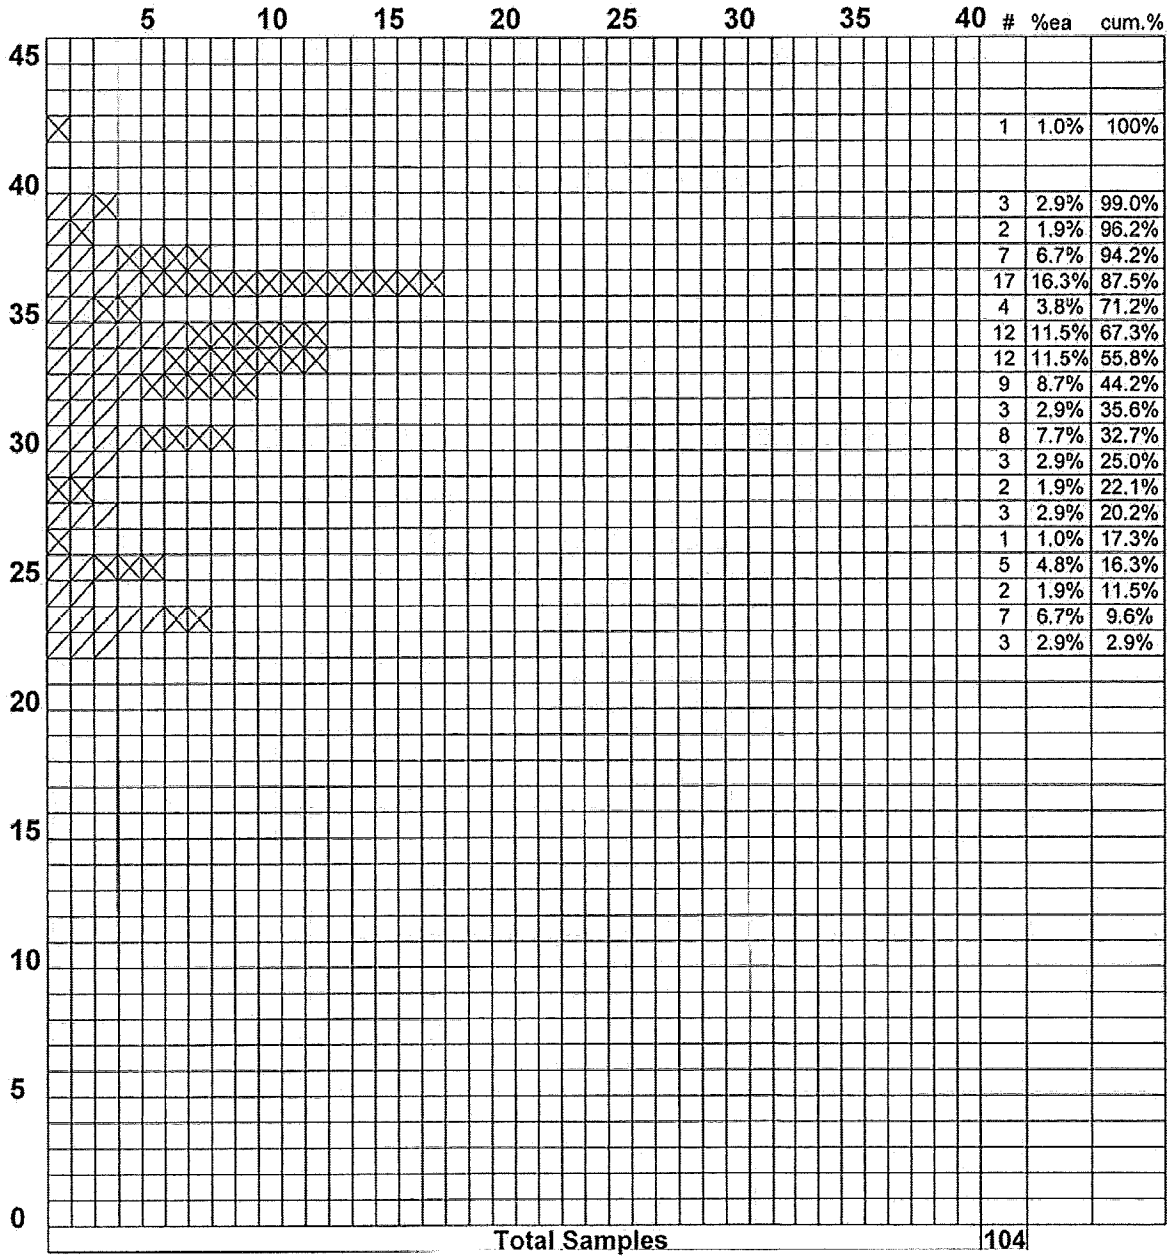 5 10 15 20 25 30 35 40 # %ea cum.%
45
1 1.0% 100%
40
3 2.9% 99.0%
2 1.9% 96.2%
7 6.7% 94.2%
17 16.3% 87.5%
35 4 3.8% 71.2%
12 11.5% 67.3%
12 11.5% 55.8%
9 8.7% 44.2%
3 2.9% 35.6%
30 8 7.7% 32.7%
3 2.9% 25.0%
2 1.9% 22.1%
3 2.9% 20.2%
1 1.0% 17.3%
25 5 4.8% 16.3%
2 1.9% 11.5%
7 6.7% 9.6%
3 2.9% 2.9%
20
15
10
5
0
Total Samples 104